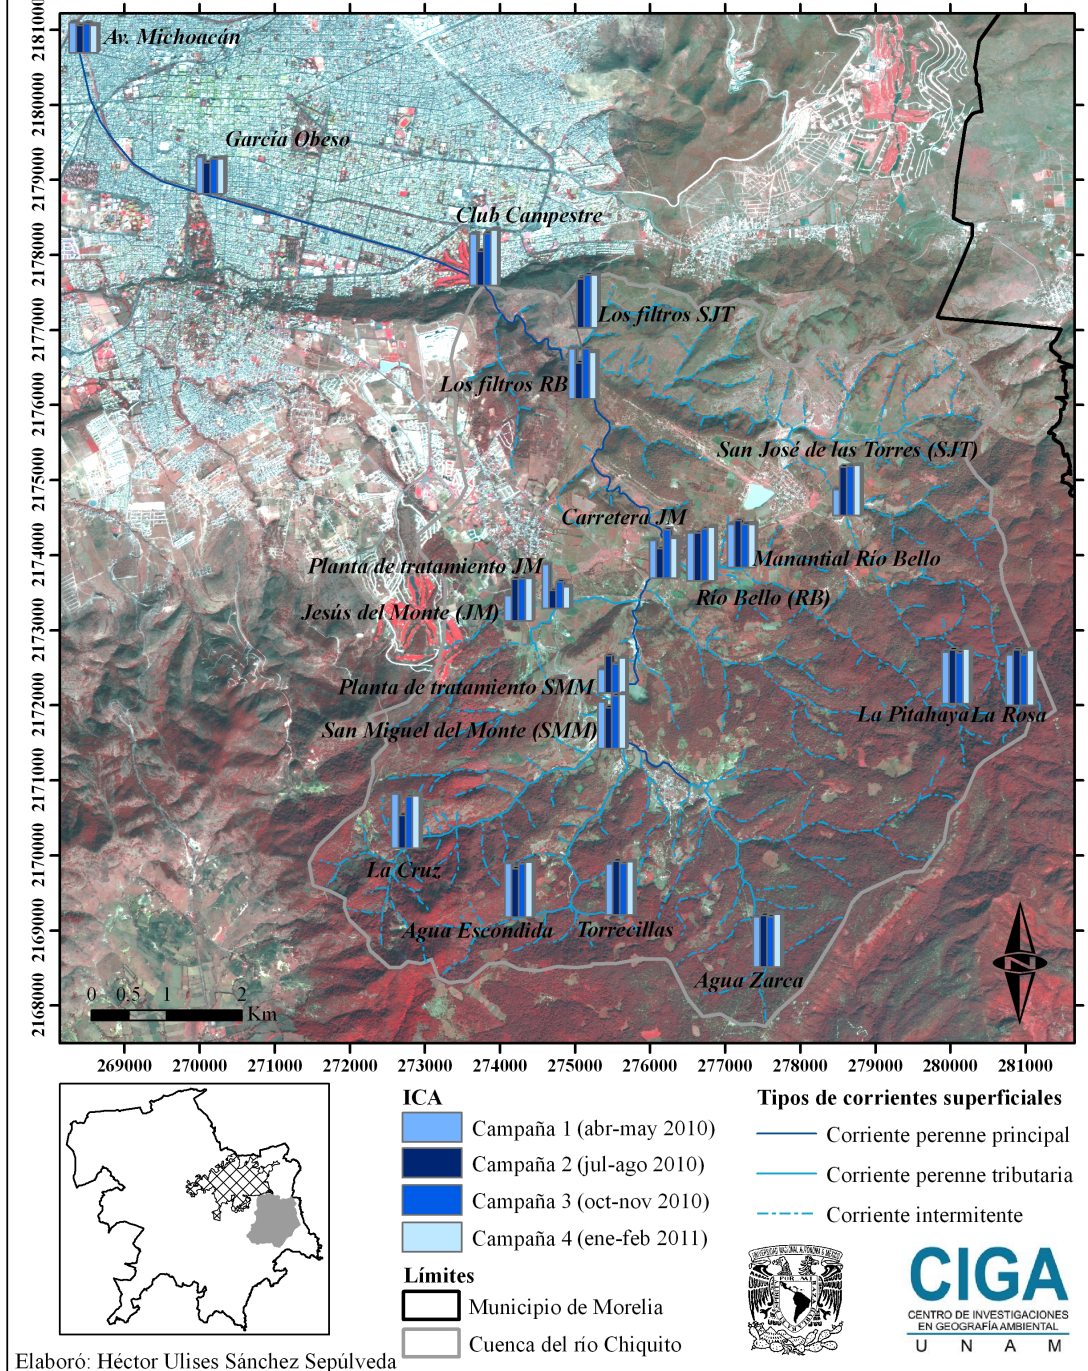 2181000
2180000
2179000
2178000
2177000
2176000
2175000
2174000
2173000
2172000
2171000
2170000
2169000
2168000
Av. Michoacán
García Obeso
Club Campestre
Los filtros SJT
Los filtros RB
San José de las Torres (SJT)
Carretera JM
Manantial Río Bello
Planta de tratamiento JM
Río Bello (RB)
Jesús del Monte (JM)
Planta de tratamiento SMM
La Pitahaya
La Rosa
San Miguel del Monte (SMM)
La Cruz
Agua Escondida
Torrecillas
Agua Zarca
N
0 0.5 1 2
Km
269000 270000 271000 272000 273000 274000 275000 276000 277000 278000 279000 280000 281000
ICA
Campaña 1 (abr-may 2010)
Campaña 2 (jul-ago 2010)
Campaña 3 (oct-nov 2010)
Campaña 4 (ene-feb 2011)
Límites
Municipio de Morelia
Cuenca del río Chiquito
Tipos de corrientes superficiales
Corriente perenne principal
Corriente perenne tributaria
Corriente intermitente
CIGA
CENTRO DE INVESTIGACIONES
EN GEOGRAFÍA AMBIENTAL
U N A M
Elaboró: Héctor Ulises Sánchez Sepúlveda